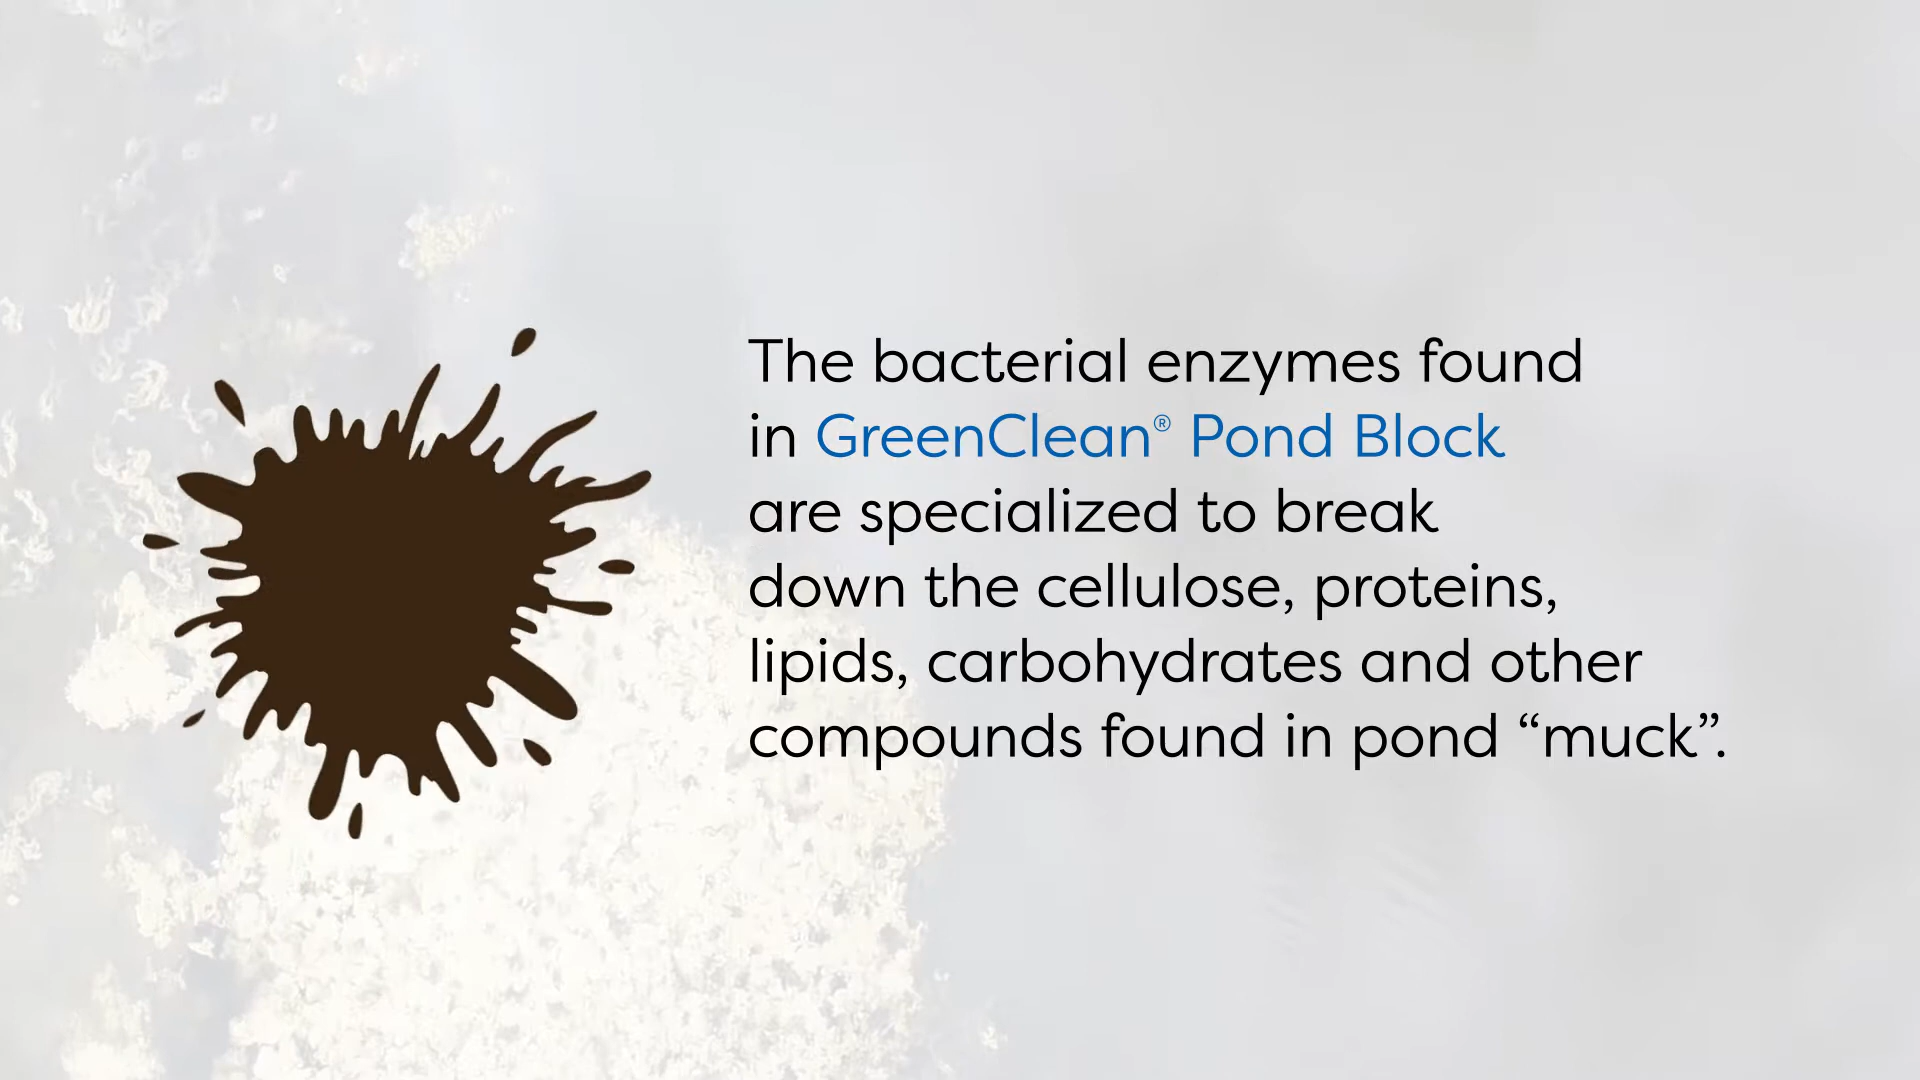 The bacterial enzymes found
in GreenClean® Pond Block
are specialized to break
down the cellulose, proteins,
lipids, carbohydrates and other
compounds found in pond “muck”.